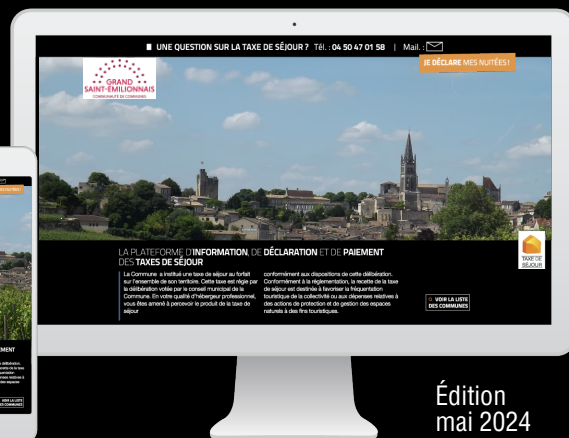 UNE QUESTION SUR LA TAXE DE SÉJOUR ? Tél. : 04 50 47 01 58 | Mail. :
JE DÉCLARE MES NUITÉES !
GRAND
SAINT-ÉMILIONNAIS
COMMUNAUTÉ DE COMMUNES
LA PLATEFORME D'INFORMATION, DE DÉCLARATION ET DE PAIEMENT
DES TAXES DE SÉJOUR
La Commune a institué une taxe de séjour au forfait
sur l'ensemble de son territoire. Cette taxe est régie par
la délibération votée par le conseil municipal de la
Commune. En votre qualité d'hébergeur professionnel,
vous êtes amené à percevoir le produit de la taxe de
séjour
conformément aux dispositions de cette délibération.
Conformément à la réglementation, la recette de la taxe
de séjour est destinée à favoriser la fréquentation
touristique de la collectivité ou aux dépenses relatives à
des actions de protection et de gestion des espaces
naturels à des fins touristiques.
TAXE DE
SÉJOUR
VOIR LA LISTE
DES COMMUNES
VOIR LA LISTE
DES COMMUNES
Édition
mai 2024